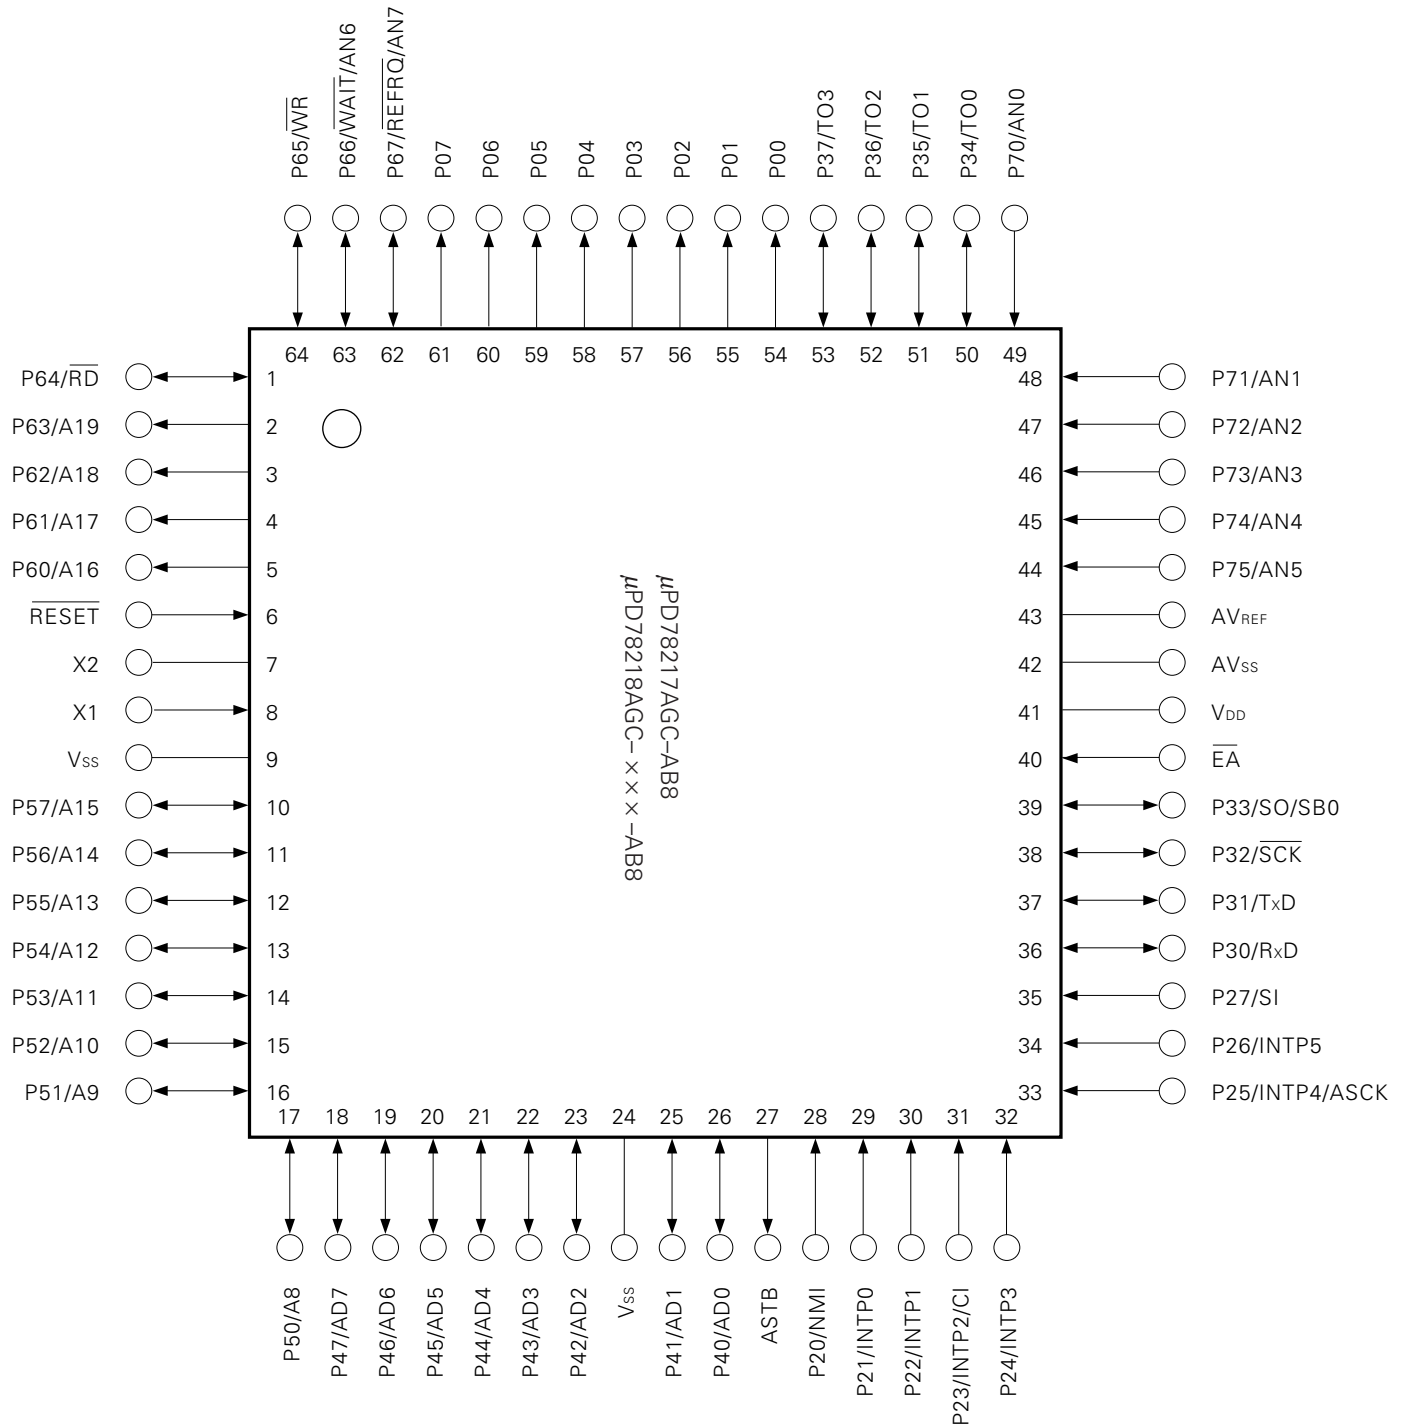 P65/W̅R̅
P66/W̅A̅I̅T̅/AN6
P67/R̅E̅F̅R̅Q̅/AN7
P07
P06
P05
P04
P03
P02
P01
P00
P37/TO3
P36/TO2
P35/TO1
P34/TO0
P70/AN0
64 63 62 61 60 59 58 57 56 55 54 53 52 51 50 49
P64/R̅D̅ 1
P63/A19 2
P62/A18 3
P61/A17 4
P60/A16 5
R̅E̅S̅E̅T̅ 6
X2 7
X1 8
Vss 9
P57/A15 10
P56/A14 11
P55/A13 12
P54/A12 13
P53/A11 14
P52/A10 15
P51/A9 16
μPD78217AGC–AB8
μPD78218AGC–×××–AB8
48 P71/AN1
47 P72/AN2
46 P73/AN3
45 P74/AN4
44 P75/AN5
43 AVREF
42 AVss
41 VDD
40 E̅A̅
39 P33/SO/SB0
38 P32/S̅C̅K̅
37 P31/TxD
36 P30/RxD
35 P27/SI
34 P26/INTP5
33 P25/INTP4/ASCK
17 18 19 20 21 22 23 24 25 26 27 28 29 30 31 32
P50/A8
P47/AD7
P46/AD6
P45/AD5
P44/AD4
P43/AD3
P42/AD2
Vss
P41/AD1
P40/AD0
ASTB
P20/NMI
P21/INTP0
P22/INTP1
P23/INTP2/CI
P24/INTP3